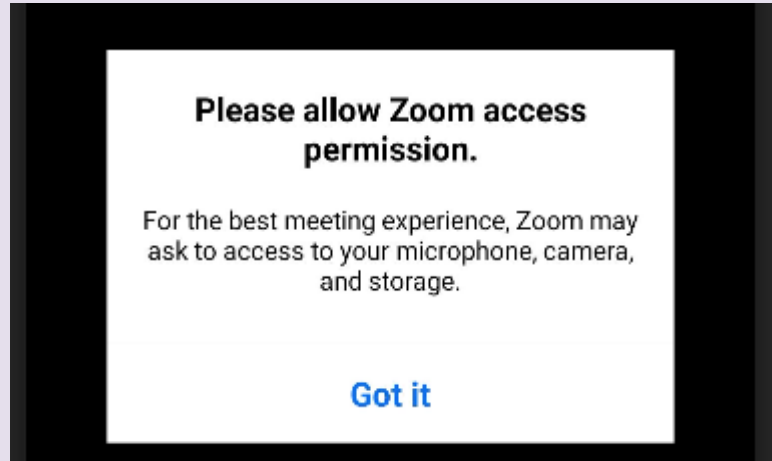 Please allow Zoom access
permission.
For the best meeting experience, Zoom may
ask to access to your microphone, camera,
and storage.
Got it